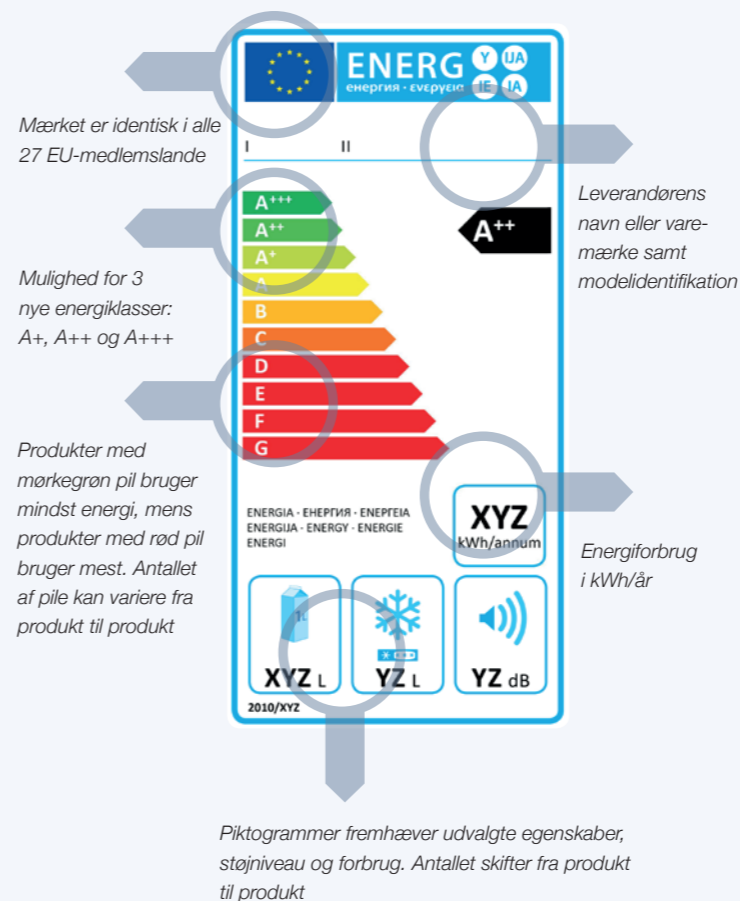 ENERG Y IJA
енергия · ενεργεια IE IA
I II
Mærket er identisk i alle
27 EU-medlemslande
Leverandørens
navn eller vare-
mærke samt
modelidentifikation
A+++
A++
A+
A
B
C
D
E
F
G
A++
Mulighed for 3
nye energiklasser:
A+, A++ og A+++
Produkter med
mørkegrøn pil bruger
mindst energi, mens
produkter med rød pil
bruger mest. Antallet
af pile kan variere fra
produkt til produkt
ENERGIA · ЕНЕРГИЯ · ΕΝΕΡΓΕΙΑ
ENERGIJA · ENERGY · ENERGIE
ENERGI
XYZ
kWh/annum
Energiforbrug
i kWh/år
1L
XYZ L
YZ L
YZ dB
2010/XYZ
Piktogrammer fremhæver udvalgte egenskaber,
støjniveau og forbrug. Antallet skifter fra produkt
til produkt